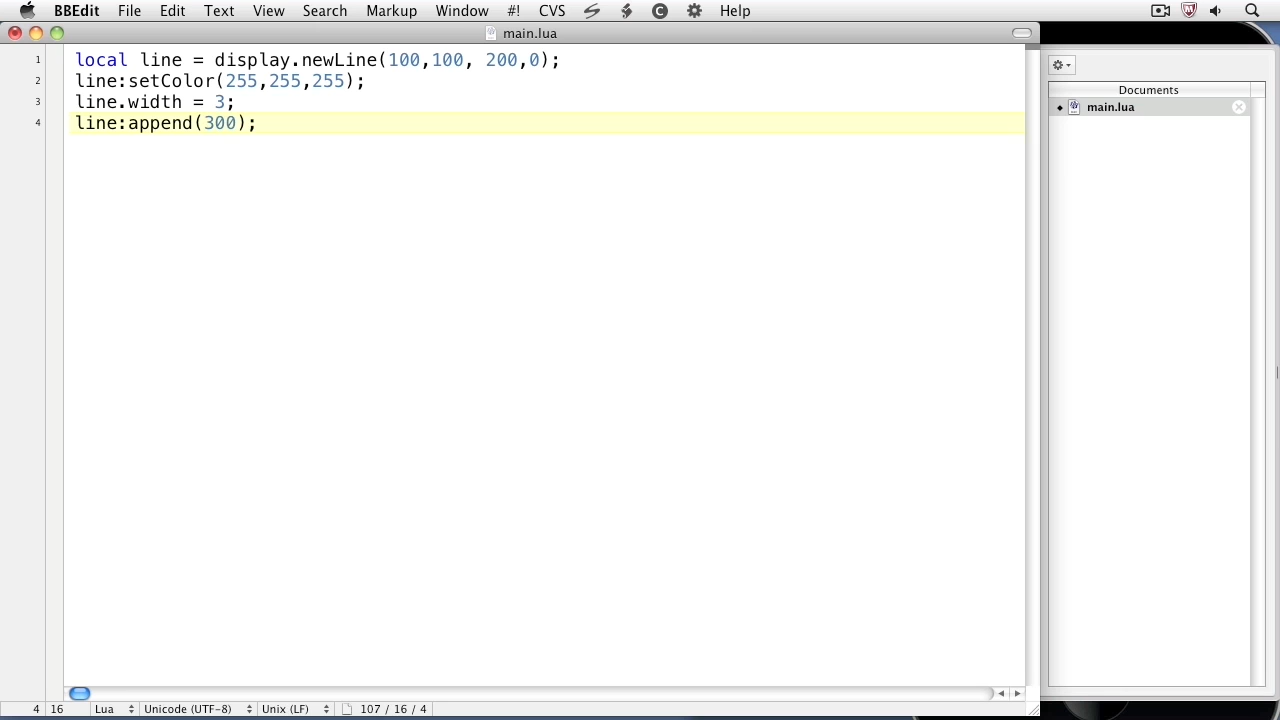 BBEdit File Edit Text View Search Markup Window #! CVS Help
main.lua
1 local line = display.newLine(100,100, 200,0);
2 line:setColor(255,255,255);
3 line.width = 3;
4 line:append(300);
Documents
main.lua
4 16 Lua Unicode (UTF-8) Unix (LF) 107 / 16 / 4